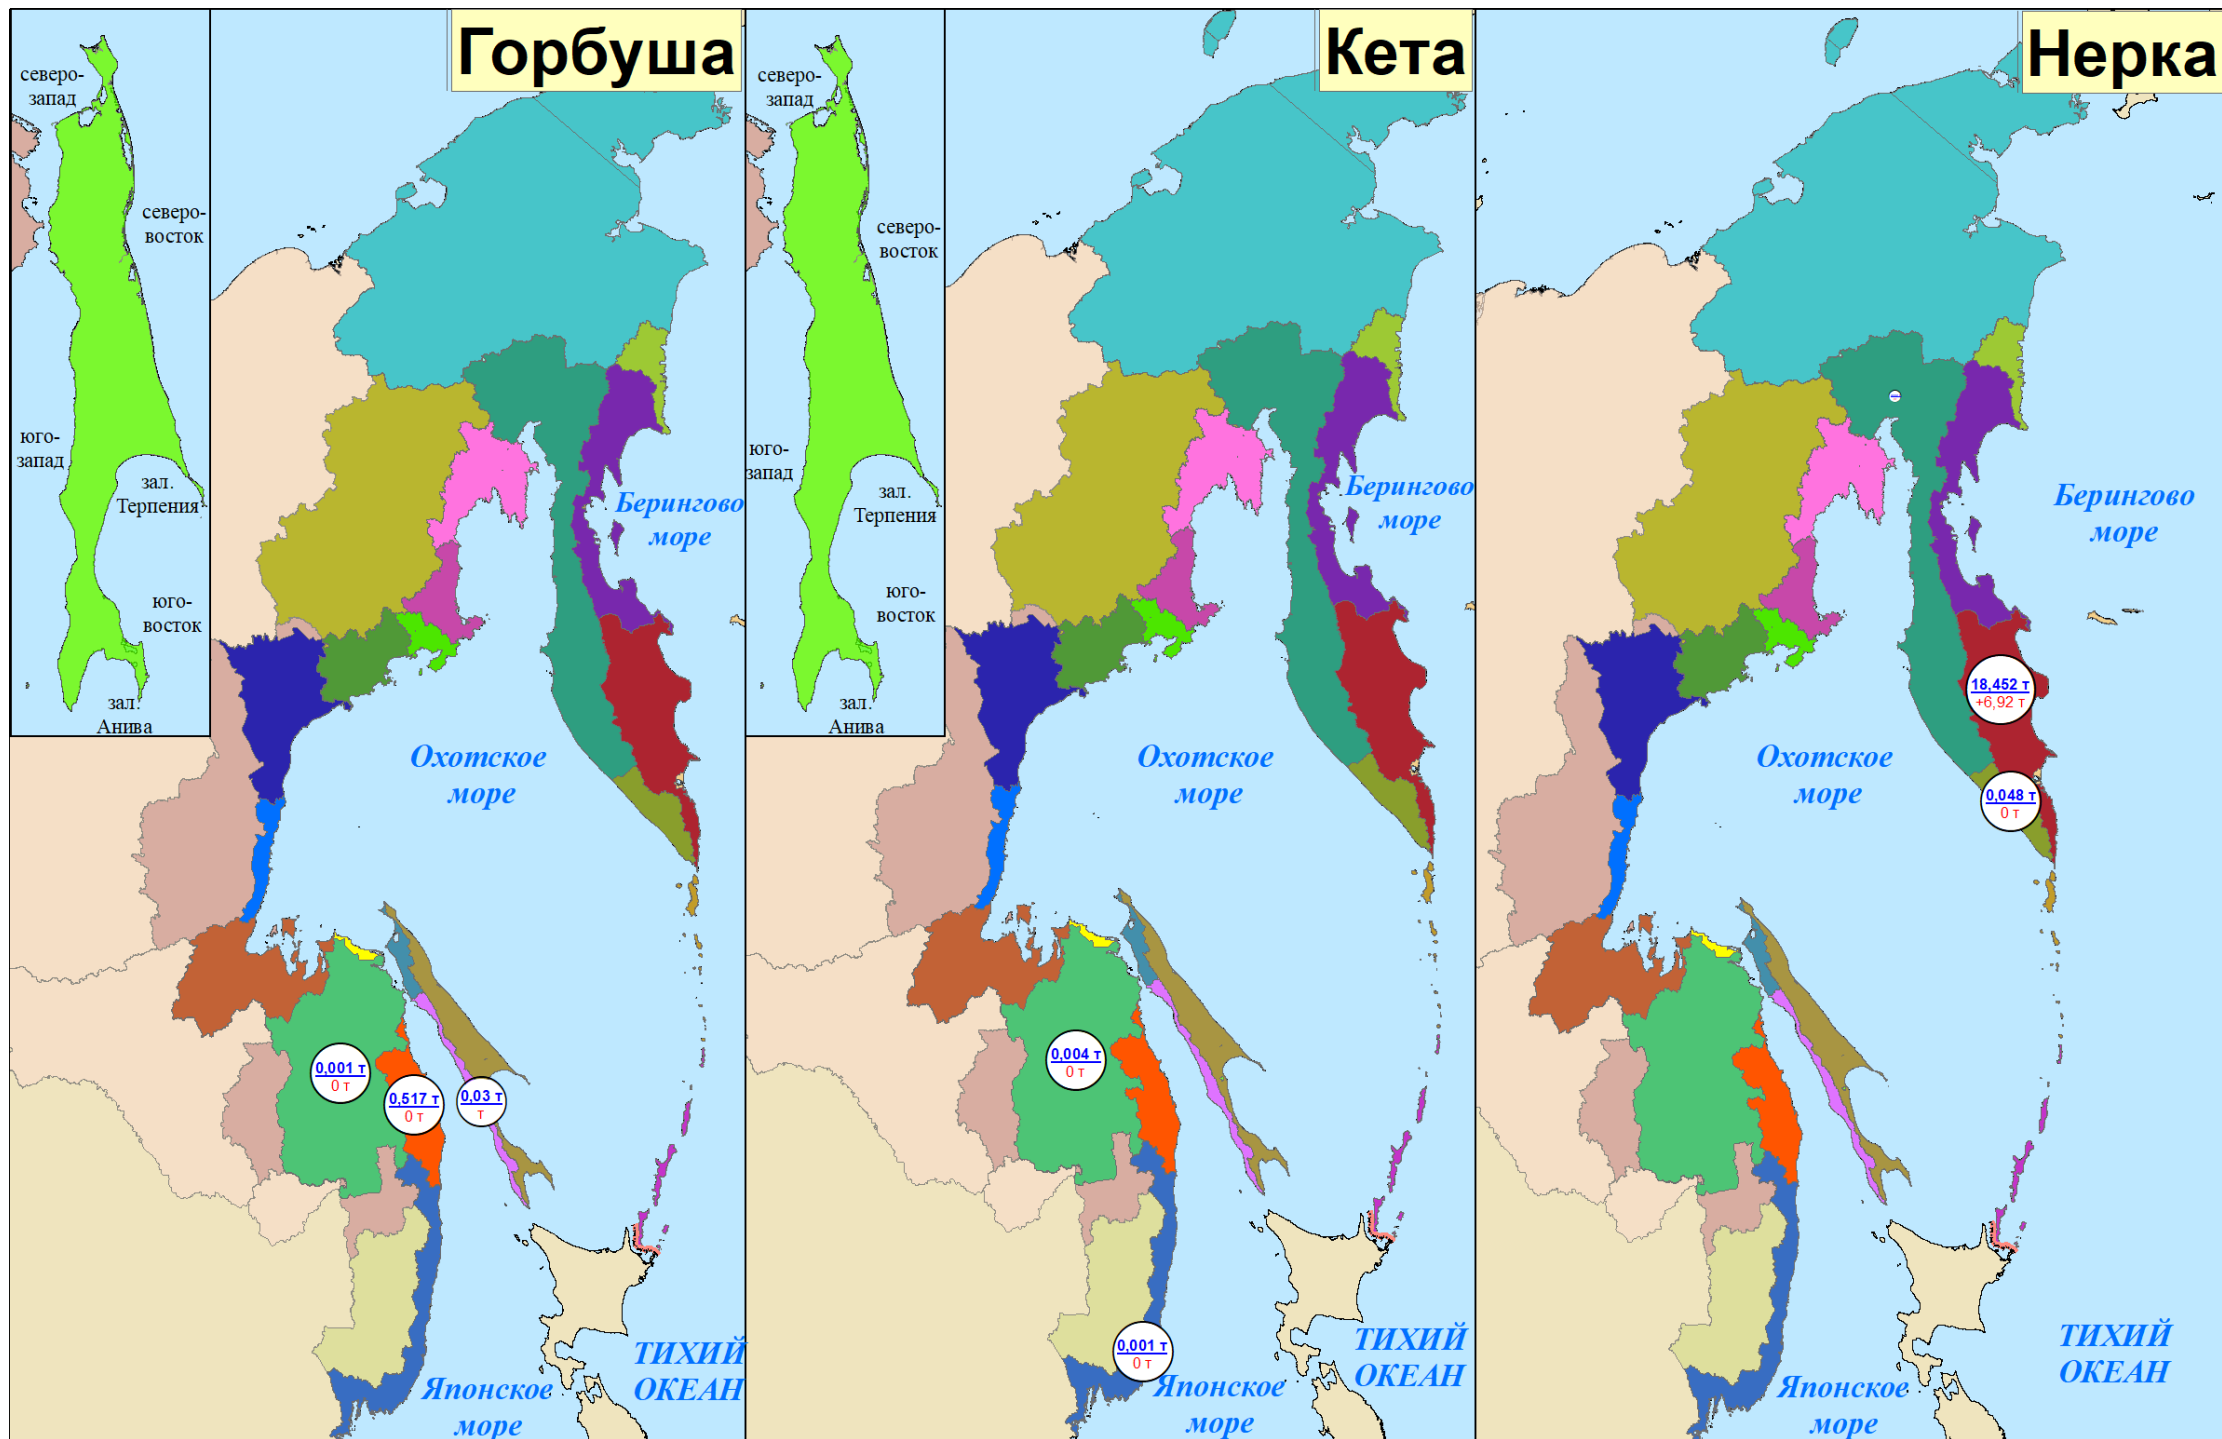 Горбуша
северо-
запад
северо-
восток
юго-
запад
зал.
Терпения
юго-
восток
зал.
Анива
Берингово
море
Охотское
море
0,001 т
0 т
0,517 т
0 т
0,03 т
т
ТИХИЙ
ОКЕАН
Японское
море
Кета
северо-
запад
северо-
восток
юго-
запад
зал.
Терпения
юго-
восток
зал.
Анива
Берингово
море
Охотское
море
0,004 т
0 т
0,001 т
0 т
ТИХИЙ
ОКЕАН
Японское
море
Нерка
Берингово
море
18,452 т
+6,92 т
Охотское
море
0,048 т
0 т
ТИХИЙ
ОКЕАН
Японское
море